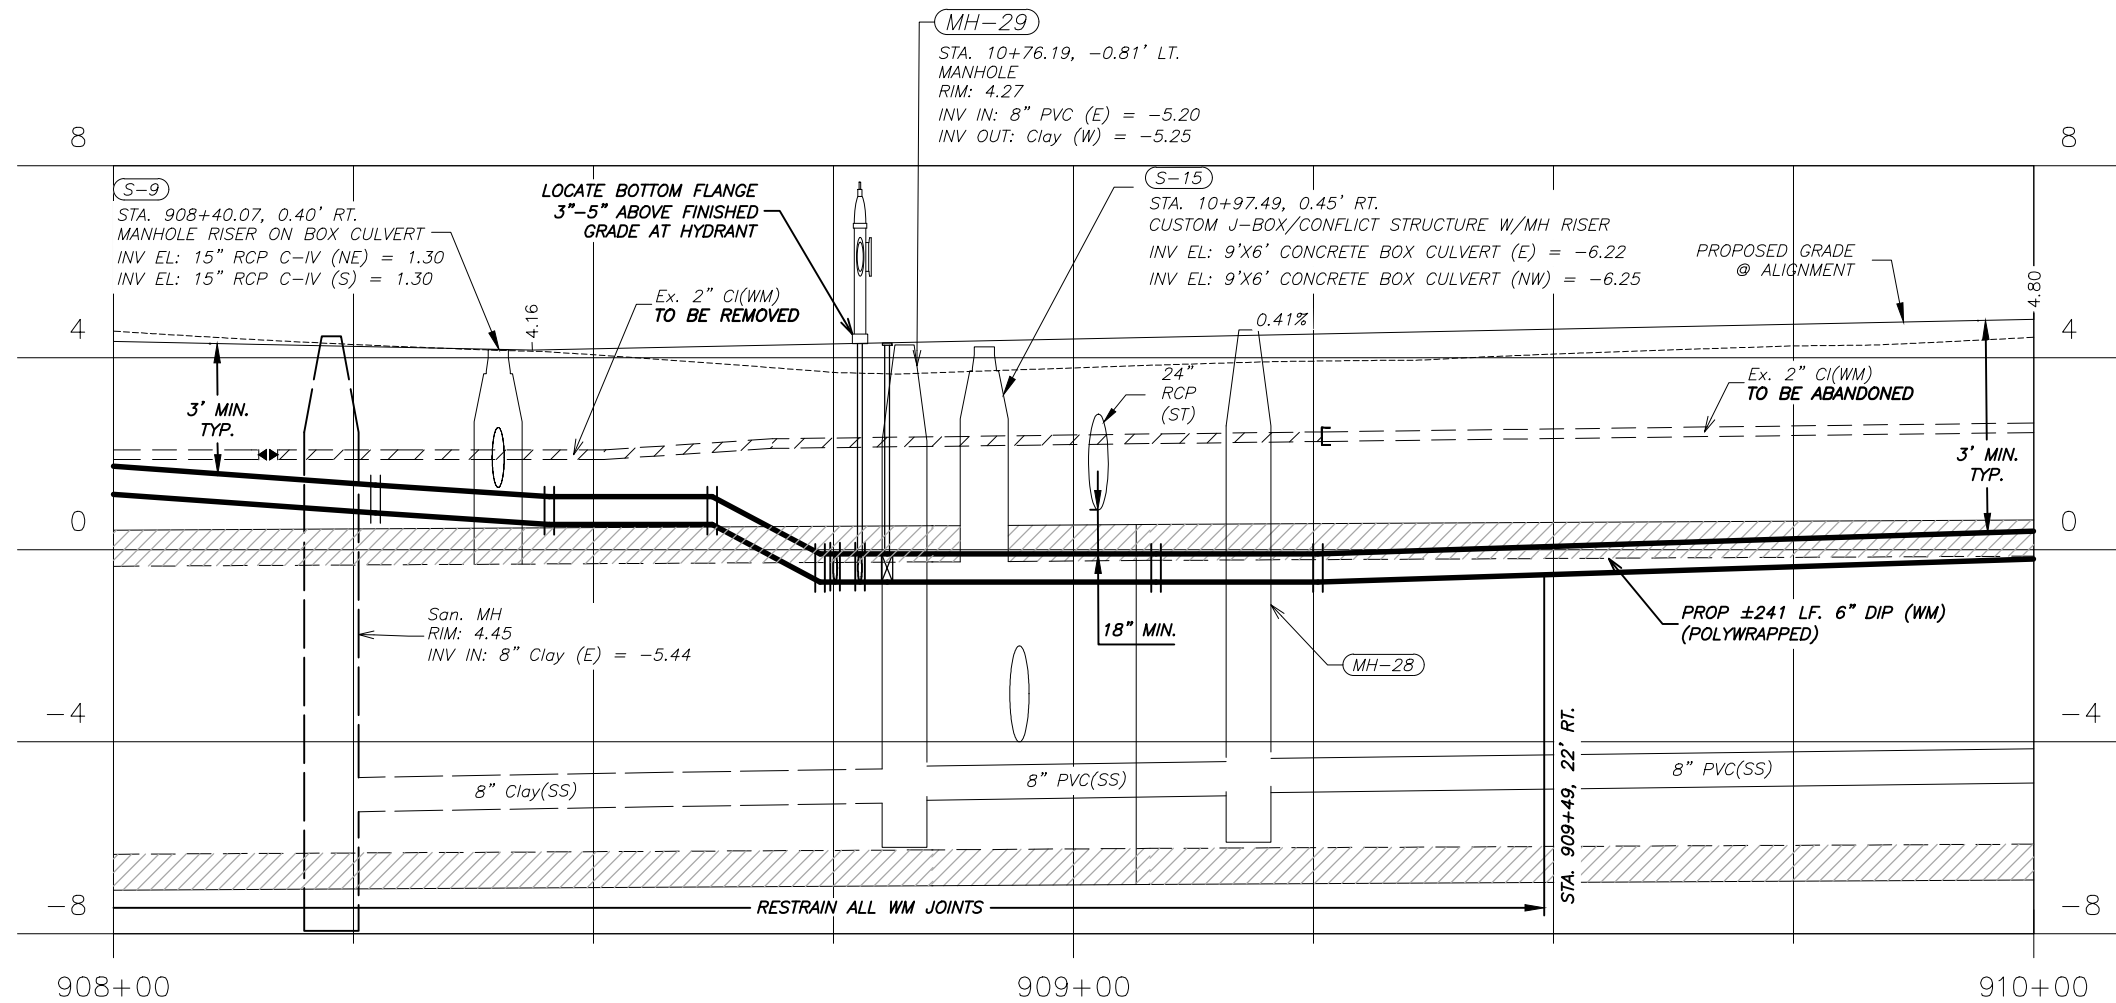 MH-29
STA. 10+76.19, -0.81' LT.
MANHOLE
RIM: 4.27
INV IN: 8" PVC (E) = -5.20
INV OUT: Clay (W) = -5.25
8
8
S-9
STA. 908+40.07, 0.40' RT.
MANHOLE RISER ON BOX CULVERT
INV EL: 15" RCP C-IV (NE) = 1.30
INV EL: 15" RCP C-IV (S) = 1.30
LOCATE BOTTOM FLANGE
3"-5" ABOVE FINISHED
GRADE AT HYDRANT
S-15
STA. 10+97.49, 0.45' RT.
CUSTOM J-BOX/CONFLICT STRUCTURE W/MH RISER
INV EL: 9'X6' CONCRETE BOX CULVERT (E) = -6.22
INV EL: 9'X6' CONCRETE BOX CULVERT (NW) = -6.25
PROPOSED GRADE
@ ALIGNMENT
Ex. 2" CI(WM)
TO BE REMOVED
4.16
0.41%
4.80
4
4
3' MIN.
TYP.
24"
RCP
(ST)
Ex. 2" CI(WM)
TO BE ABANDONED
3' MIN.
TYP.
0
0
San. MH
RIM: 4.45
INV IN: 8" Clay (E) = -5.44
18" MIN.
MH-28
PROP ±241 LF. 6" DIP (WM)
(POLYWRAPPED)
-4
-4
8" Clay(SS)
8" PVC(SS)
8" PVC(SS)
STA. 909+49, 22' RT.
-8
RESTRAIN ALL WM JOINTS
-8
908+00
909+00
910+00